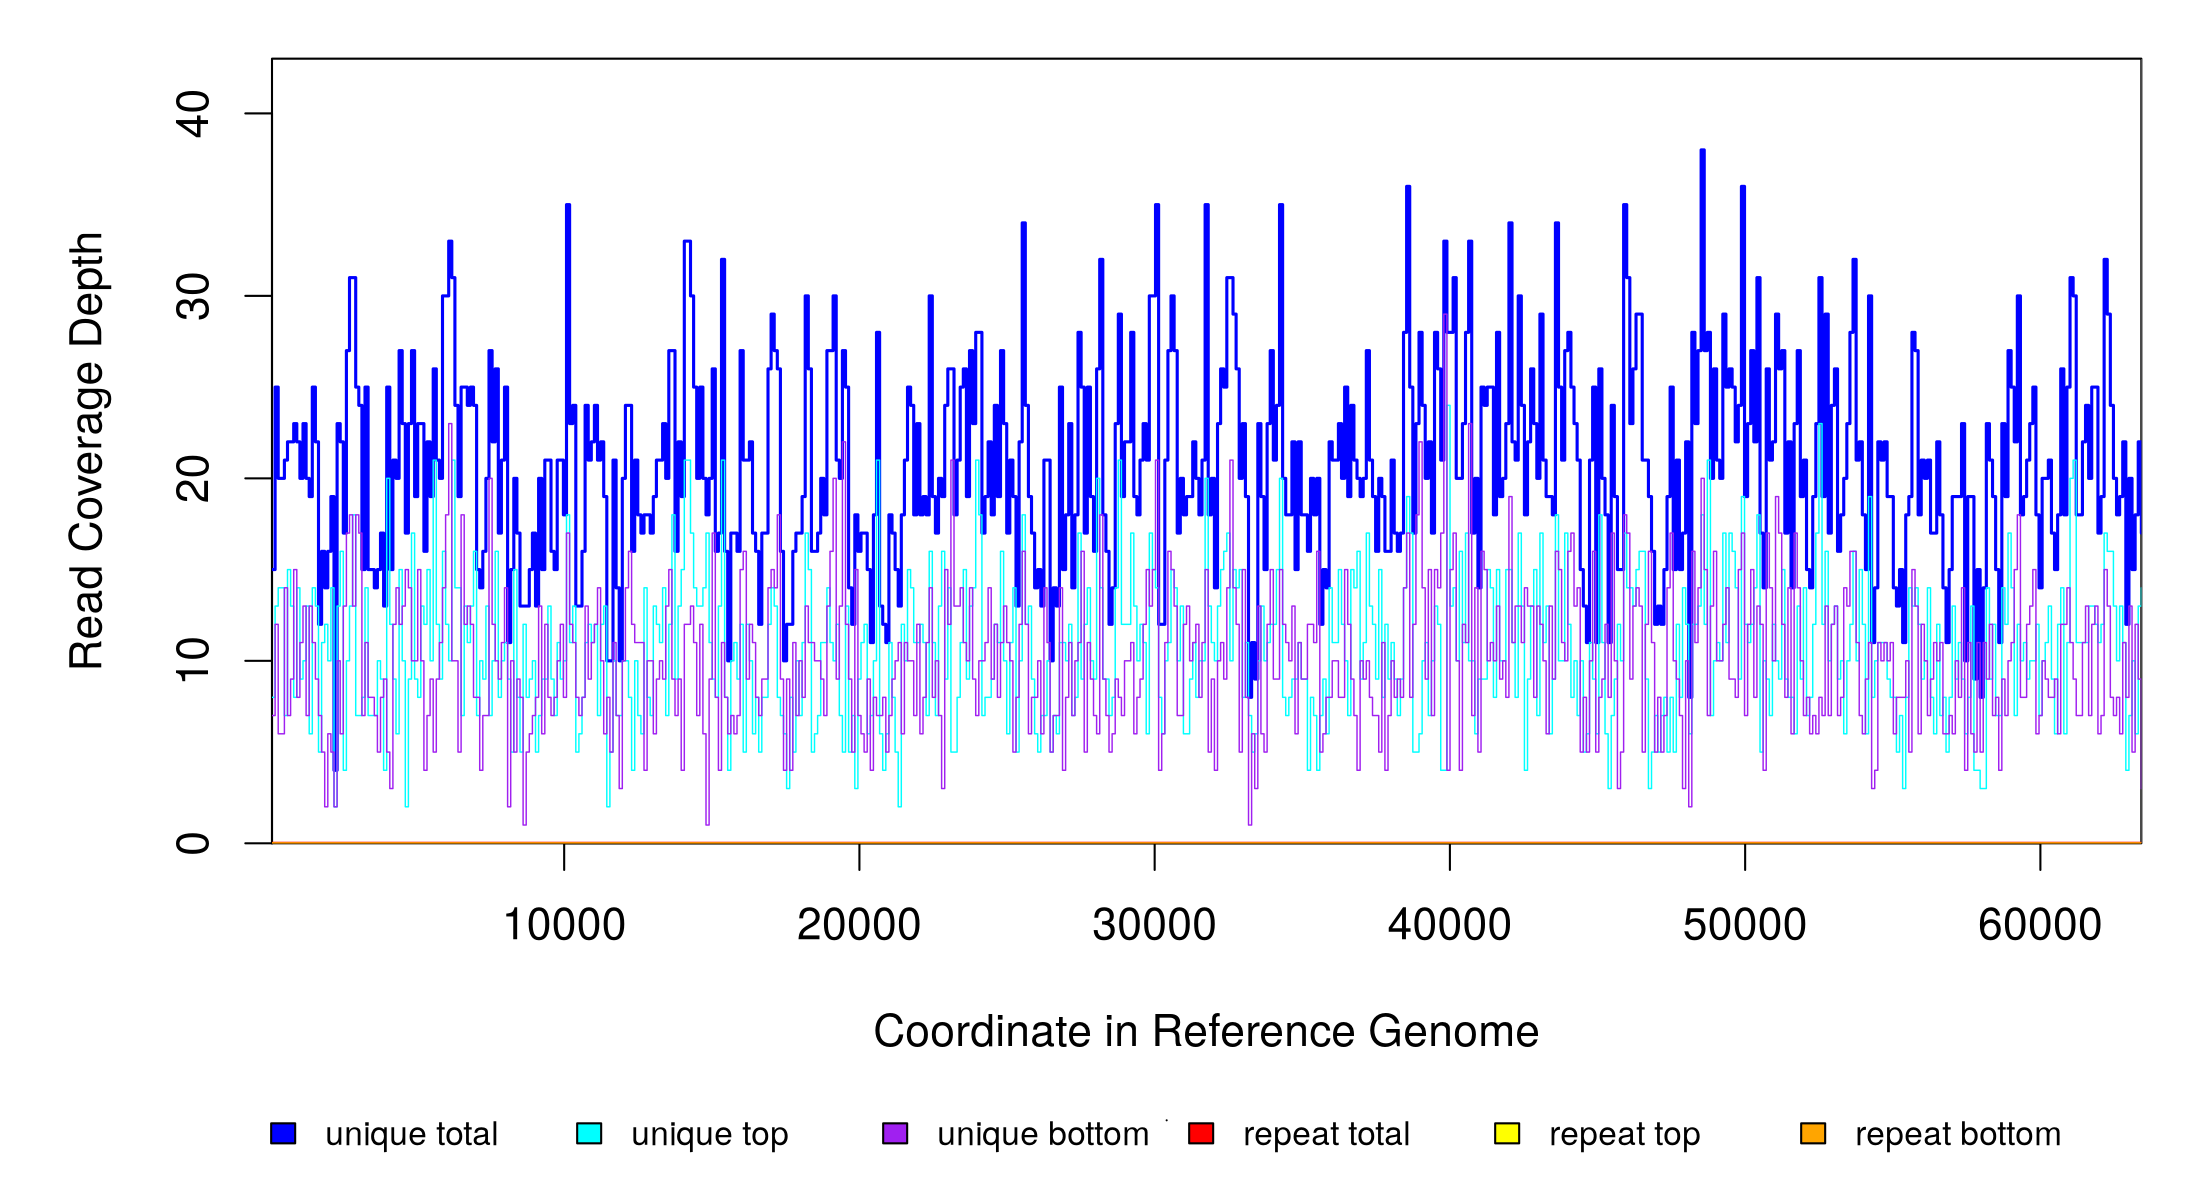 40
30
20
10
0
Read Coverage Depth
10000 20000 30000 40000 50000 60000
Coordinate in Reference Genome
unique total unique top unique bottom repeat total repeat top repeat bottom